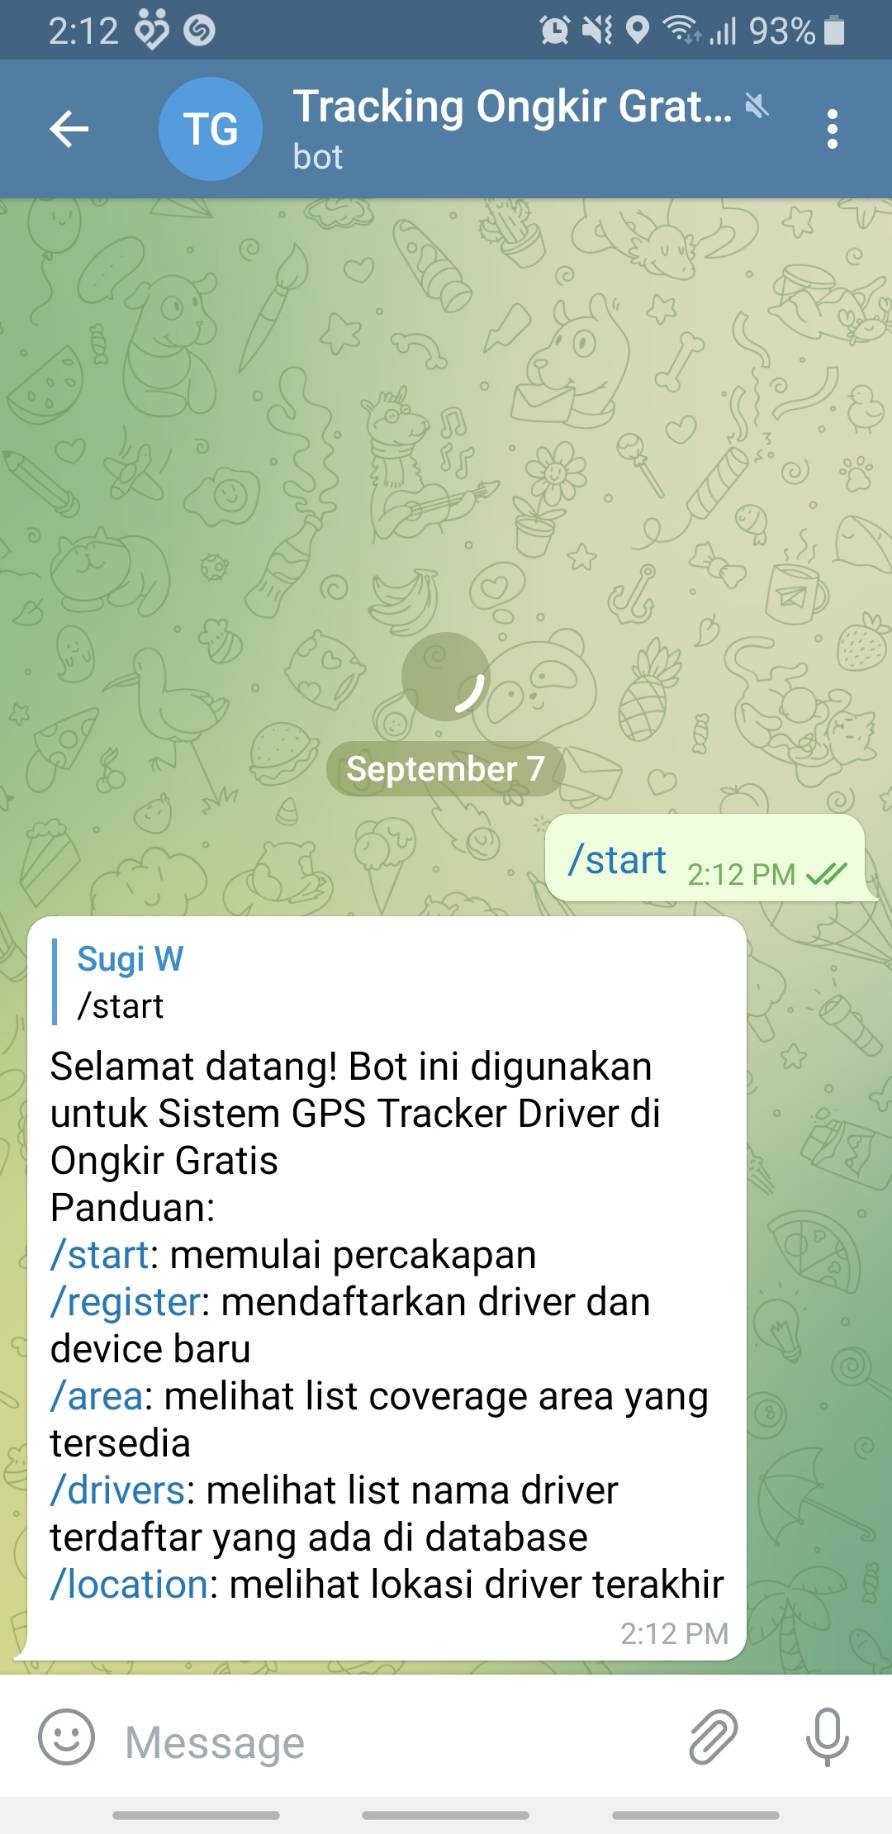 2:12
93%
TG
Tracking Ongkir Grat...
bot
September 7
/start 2:12 PM
Sugi W
/start
Selamat datang! Bot ini digunakan
untuk Sistem GPS Tracker Driver di
Ongkir Gratis
Panduan:
/start: memulai percakapan
/register: mendaftarkan driver dan
device baru
/area: melihat list coverage area yang
tersedia
/drivers: melihat list nama driver
terdaftar yang ada di database
/location: melihat lokasi driver terakhir
2:12 PM
Message